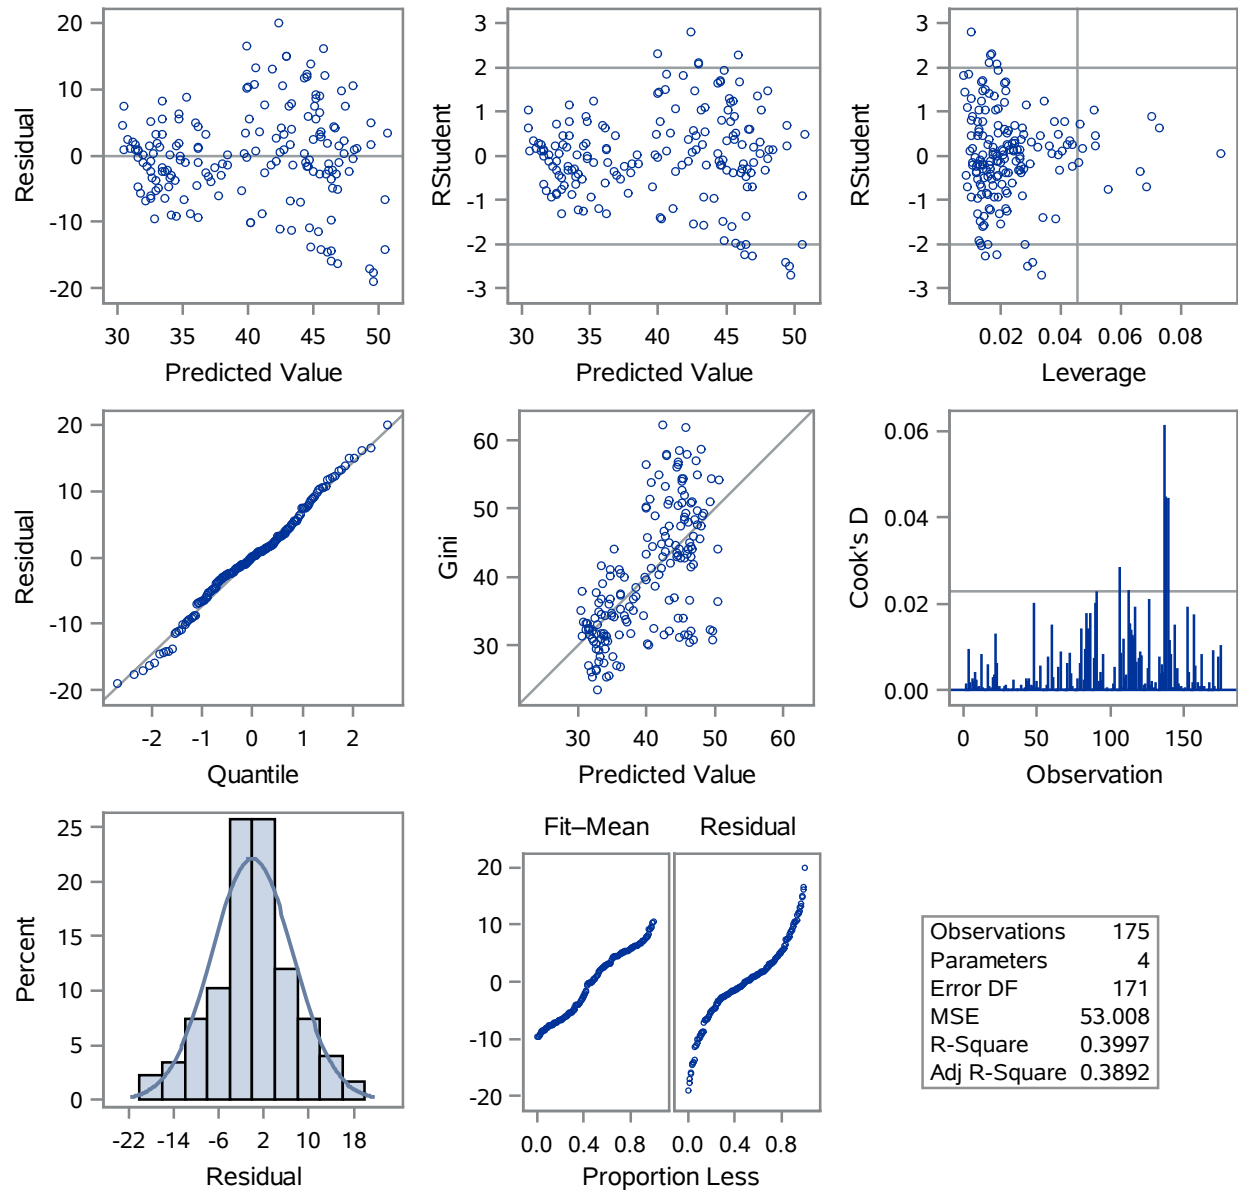 20
10
0
-10
-20
Residual
30 35 40 45 50
Predicted Value
3
2
1
0
-1
-2
-3
RStudent
30 35 40 45 50
Predicted Value
3
2
1
0
-1
-2
-3
RStudent
0.02 0.04 0.06 0.08
Leverage
20
10
0
-10
-20
Residual
-2 -1 0 1 2
Quantile
60
50
40
30
Gini
30 40 50 60
Predicted Value
0.06
0.04
0.02
0.00
Cook's D
0 50 100 150
Observation
25
20
15
10
5
0
Percent
-22 -14 -6 2 10 18
Residual
Fit–Mean Residual
20
10
0
-10
-20
0.0 0.4 0.8 0.0 0.4 0.8
Proportion Less
Observations 175
Parameters 4
Error DF 171
MSE 53.008
R-Square 0.3997
Adj R-Square 0.3892